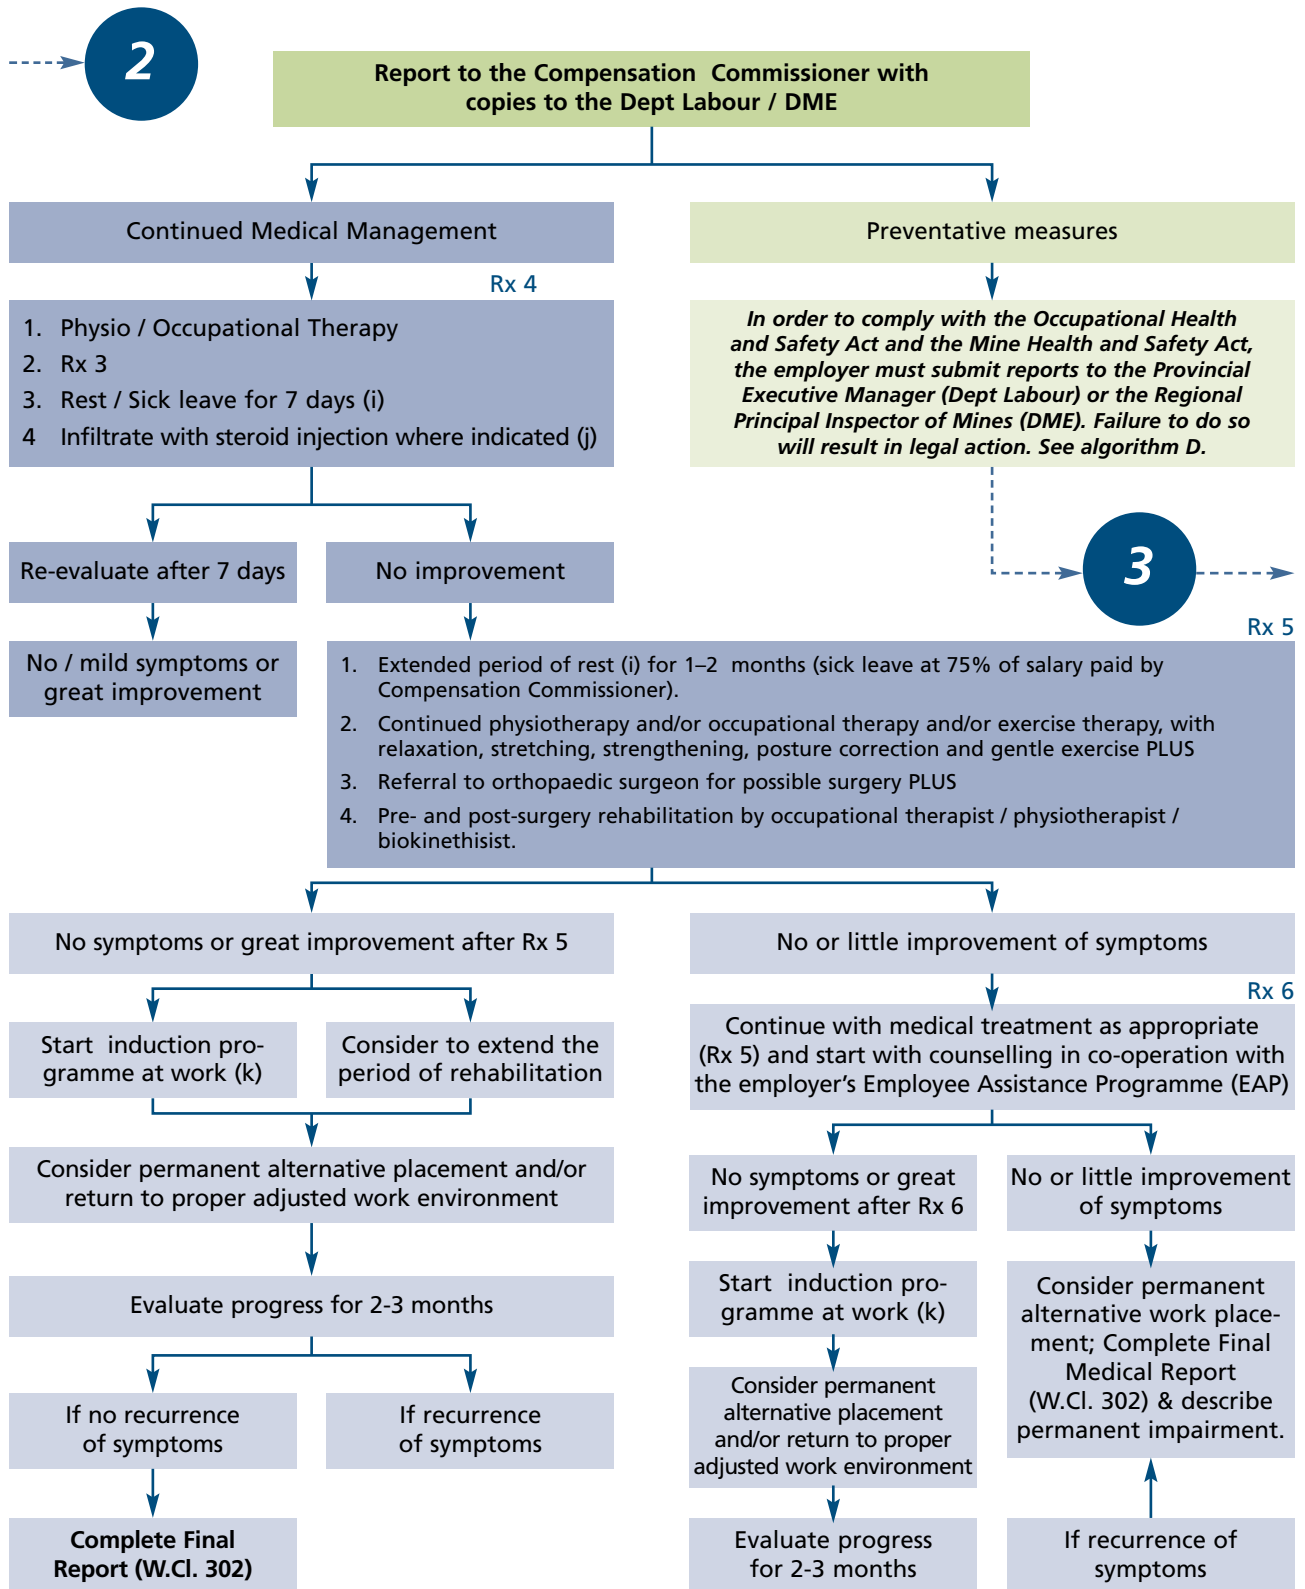 2
Report to the Compensation Commissioner with
copies to the Dept Labour / DME
Continued Medical Management
Preventative measures
Rx 4
1. Physio / Occupational Therapy
2. Rx 3
3. Rest / Sick leave for 7 days (i)
4 Infiltrate with steroid injection where indicated (j)
In order to comply with the Occupational Health
and Safety Act and the Mine Health and Safety Act,
the employer must submit reports to the Provincial
Executive Manager (Dept Labour) or the Regional
Principal Inspector of Mines (DME). Failure to do so
will result in legal action. See algorithm D.
3
Re-evaluate after 7 days
No improvement
No / mild symptoms or
great improvement
Rx 5
1. Extended period of rest (i) for 1–2 months (sick leave at 75% of salary paid by
Compensation Commissioner).
2. Continued physiotherapy and/or occupational therapy and/or exercise therapy, with
relaxation, stretching, strengthening, posture correction and gentle exercise PLUS
3. Referral to orthopaedic surgeon for possible surgery PLUS
4. Pre- and post-surgery rehabilitation by occupational therapist / physiotherapist /
biokinethisist.
No symptoms or great improvement after Rx 5
No or little improvement of symptoms
Start induction pro-
gramme at work (k)
Consider to extend the
period of rehabilitation
Rx 6
Continue with medical treatment as appropriate
(Rx 5) and start with counselling in co-operation with
the employer's Employee Assistance Programme (EAP)
Consider permanent alternative placement and/or
return to proper adjusted work environment
No symptoms or great
improvement after Rx 6
No or little improvement
of symptoms
Evaluate progress for 2-3 months
Start induction pro-
gramme at work (k)
Consider permanent
alternative work place-
ment; Complete Final
Medical Report
(W.Cl. 302) & describe
permanent impairment.
If no recurrence
of symptoms
If recurrence
of symptoms
Consider permanent
alternative placement
and/or return to proper
adjusted work environment
Complete Final
Report (W.Cl. 302)
Evaluate progress
for 2-3 months
If recurrence of
symptoms